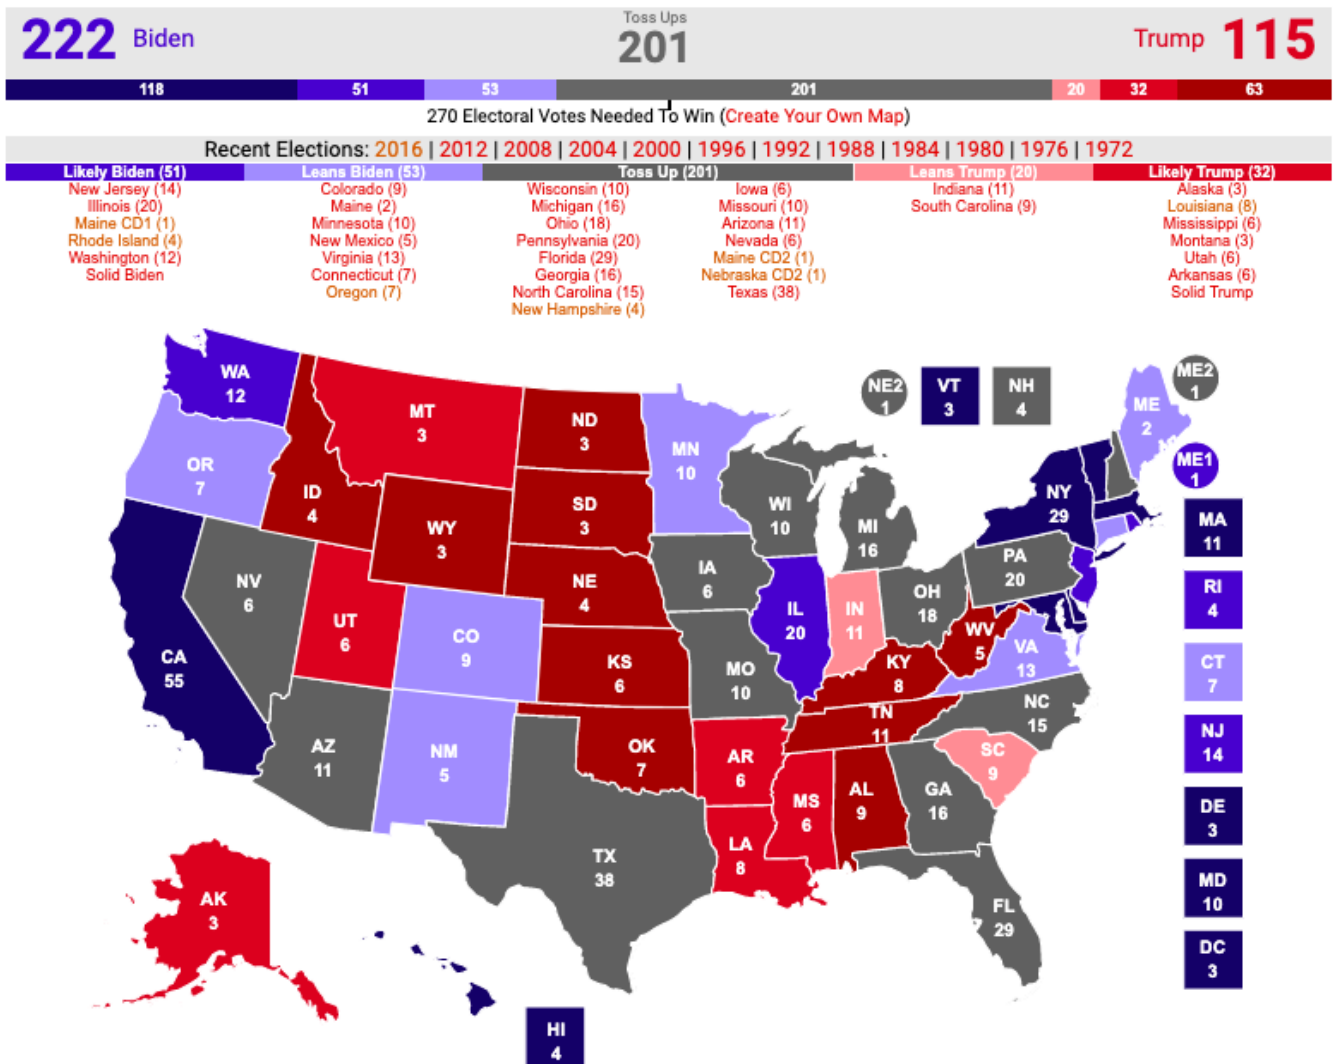 222 Biden
Toss Ups
201
Trump 115
118 51 53 201 20 32 63
270 Electoral Votes Needed To Win (Create Your Own Map)
Recent Elections: 2016 | 2012 | 2008 | 2004 | 2000 | 1996 | 1992 | 1988 | 1984 | 1980 | 1976 | 1972
Likely Biden (51) Leans Biden (53) Toss Up (201) Leans Trump (20) Likely Trump (32)
New Jersey (14) Colorado (9) Wisconsin (10) Iowa (6) Indiana (11) Alaska (3)
Illinois (20) Maine (2) Michigan (16) Missouri (10) South Carolina (9) Louisiana (8)
Maine CD1 (1) Minnesota (10) Ohio (18) Arizona (11) Mississippi (6)
Rhode Island (4) New Mexico (5) Pennsylvania (20) Nevada (6) Montana (3)
Washington (12) Virginia (13) Florida (29) Maine CD2 (1) Utah (6)
Solid Biden Connecticut (7) Georgia (16) Nebraska CD2 (1) Arkansas (6)
Oregon (7) North Carolina (15) Texas (38) Solid Trump
New Hampshire (4)
WA
12
OR
7
CA
55
NV
6
ID
4
MT
3
WY
3
UT
6
AZ
11
CO
9
NM
5
ND
3
SD
3
NE
4
KS
6
OK
7
TX
38
MN
10
IA
6
MO
10
AR
6
LA
8
WI
10
IL
20
MS
6
MI
16
IN
11
KY
8
TN
11
AL
9
OH
18
WV
5
GA
16
FL
29
SC
9
NC
15
VA
13
PA
20
NY
29
ME
2
NE2
1
VT
3
NH
4
ME2
1
ME1
1
MA
11
RI
4
CT
7
NJ
14
DE
3
MD
10
DC
3
AK
3
HI
4